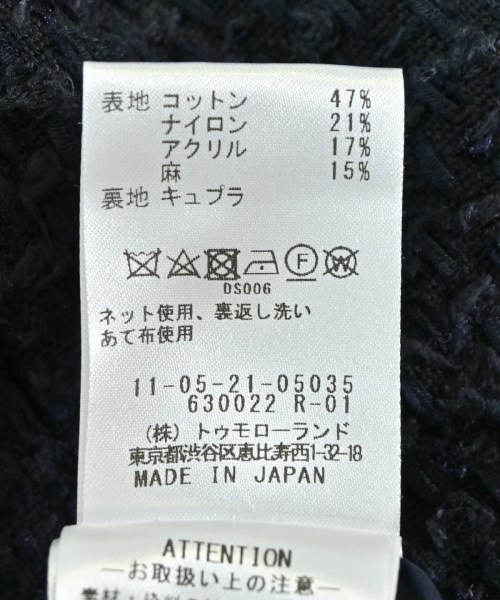 表地 コットン 47%
ナイロン 21%
アクリル 17%
麻 15%
裏地 キュプラ
F W
DS006
ネット使用、裏返し洗い
あて布使用
11-05-21-05035
630022 R-01
(株) トゥモローランド
東京都渋谷区恵比寿西1-32-18
MADE IN JAPAN
ATTENTION
―お取扱い上の注意―